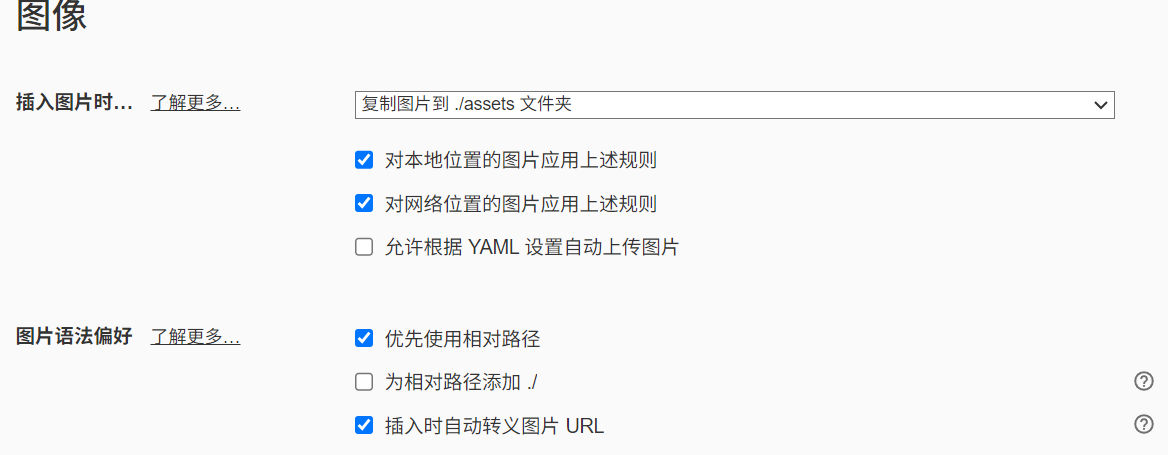 图像
插入图片时... 了解更多...
复制图片到 ./assets 文件夹
对本地位置的图片应用上述规则
对网络位置的图片应用上述规则
允许根据 YAML 设置自动上传图片
图片语法偏好 了解更多...
优先使用相对路径
为相对路径添加 ./
插入时自动转义图片 URL